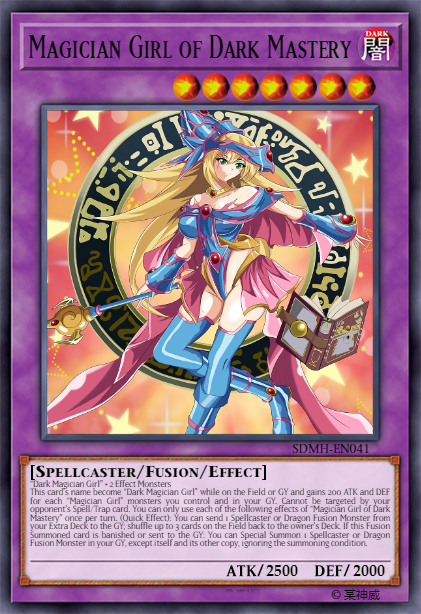 MAGICIAN GIRL OF DARK MASTERY
DARK
闇
SDMH-EN041
[SPELLCASTER/FUSION/EFFECT]
"Dark Magician Girl" + 2 Effect Monsters
This card's name become "Dark Magician Girl" while on the Field or GY and gains 200 ATK and DEF
for each "Magician Girl" monsters you control and in your GY. Cannot be targeted by your
opponent's Spell/Trap card. You can only use each of the following effects of "Magician Girl of Dark
Mastery" once per turn. (Quick Effect): You can send 1 Spellcaster or Dragon Fusion Monster from
your Extra Deck to the GY; shuffle up to 3 cards on the Field back to the owner's Deck. If this Fusion
Summoned card is banished or sent to the GY: You can Special Summon 1 Spellcaster or Dragon
Fusion Monster in your GY, except itself and its other copy, ignoring the summoning condition.
ATK/2500 DEF/2000
© 某神威